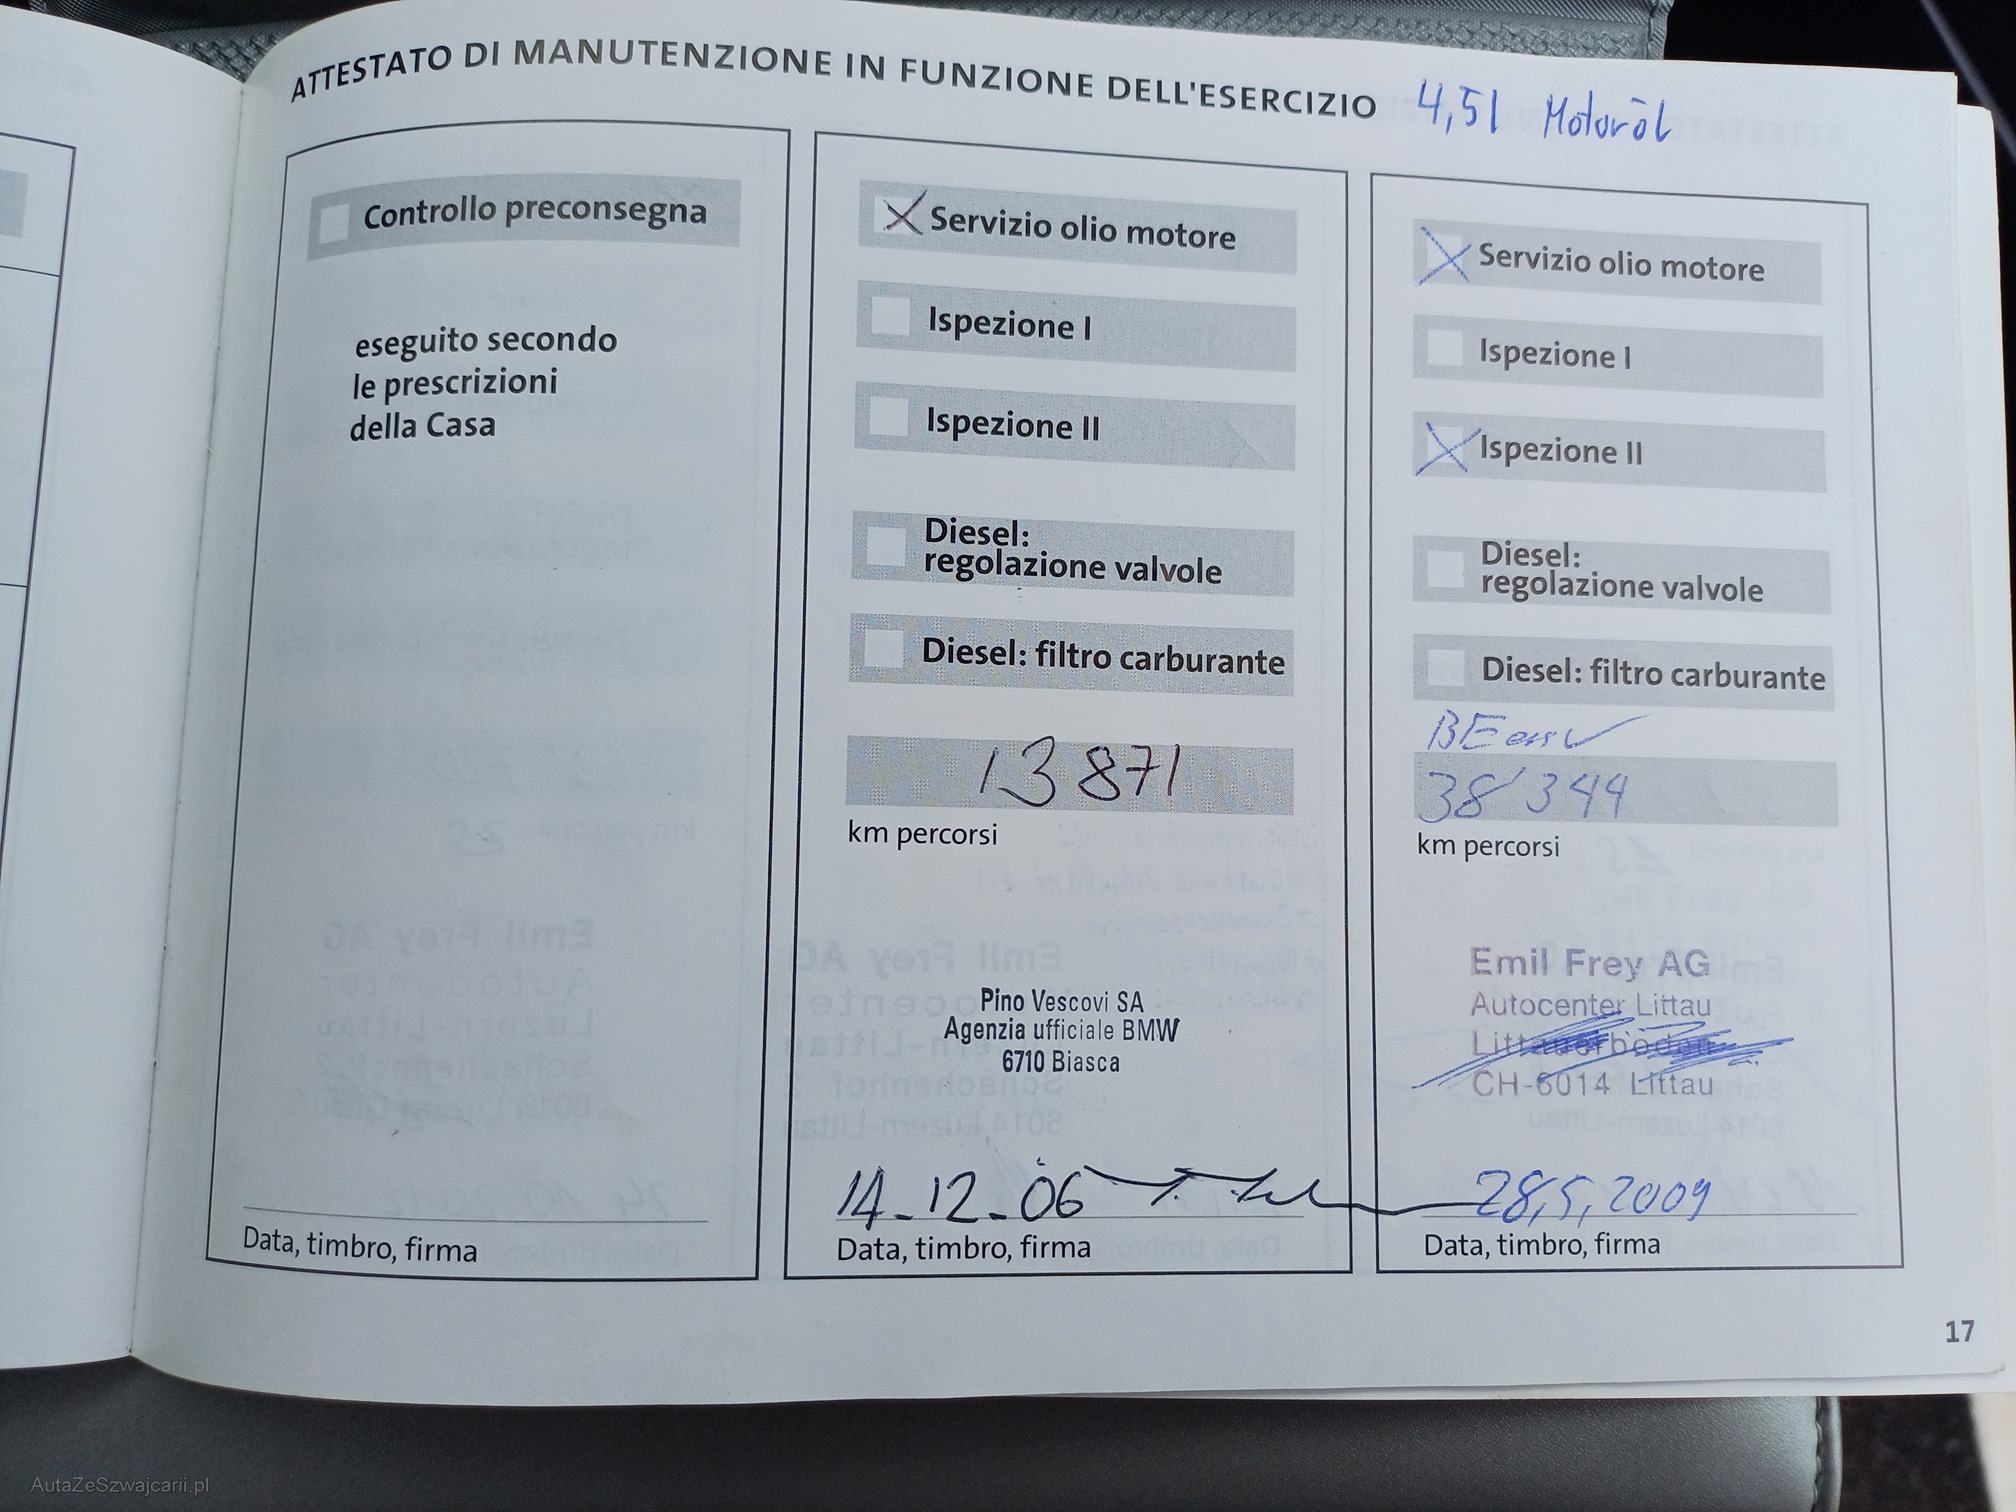 ATTESTATO DI MANUTENZIONE IN FUNZIONE DELL'ESERCIZIO
4,5l Motoröl
Controllo preconsegna
eseguito secondo
le prescrizioni
della Casa
Data, timbro, firma
Servizio olio motore
Ispezione I
Ispezione II
Diesel:
regolazione valvole
Diesel: filtro carburante
13871
km percorsi
Pino Vescovi SA
Agenzia ufficiale BMW
6710 Biasca
14-12-06
Data, timbro, firma
Servizio olio motore
Ispezione I
Ispezione II
Diesel:
regolazione valvole
Diesel: filtro carburante
38'344
km percorsi
Emil Frey AG
Autocenter Littau
Littauerboden
CH-6014 Littau
28,5,2009
Data, timbro, firma
17
AutaZeSzwajcarii.pl